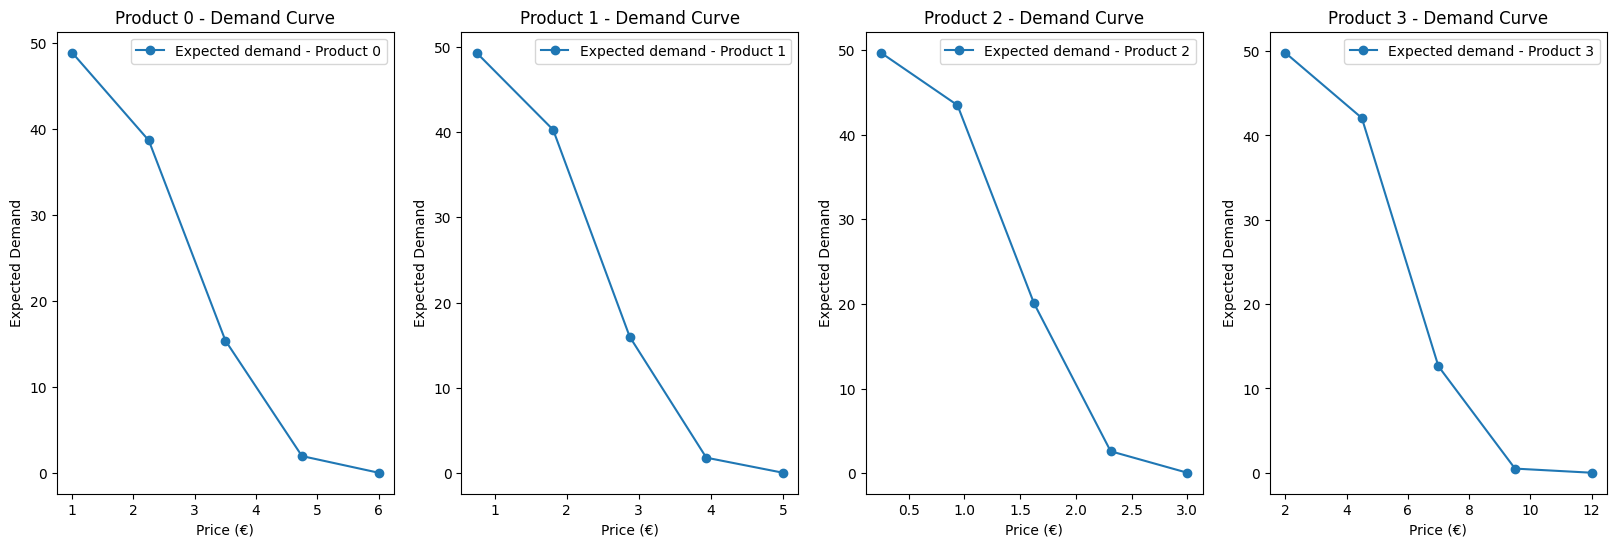 Product 0 - Demand Curve
Expected demand - Product 0
50
40
30
20
10
0
Expected Demand
1 2 3 4 5 6
Price (€)
Product 1 - Demand Curve
Expected demand - Product 1
50
40
30
20
10
0
Expected Demand
1 2 3 4 5
Price (€)
Product 2 - Demand Curve
Expected demand - Product 2
50
40
30
20
10
0
Expected Demand
0.5 1.0 1.5 2.0 2.5 3.0
Price (€)
Product 3 - Demand Curve
Expected demand - Product 3
50
40
30
20
10
0
Expected Demand
2 4 6 8 10 12
Price (€)